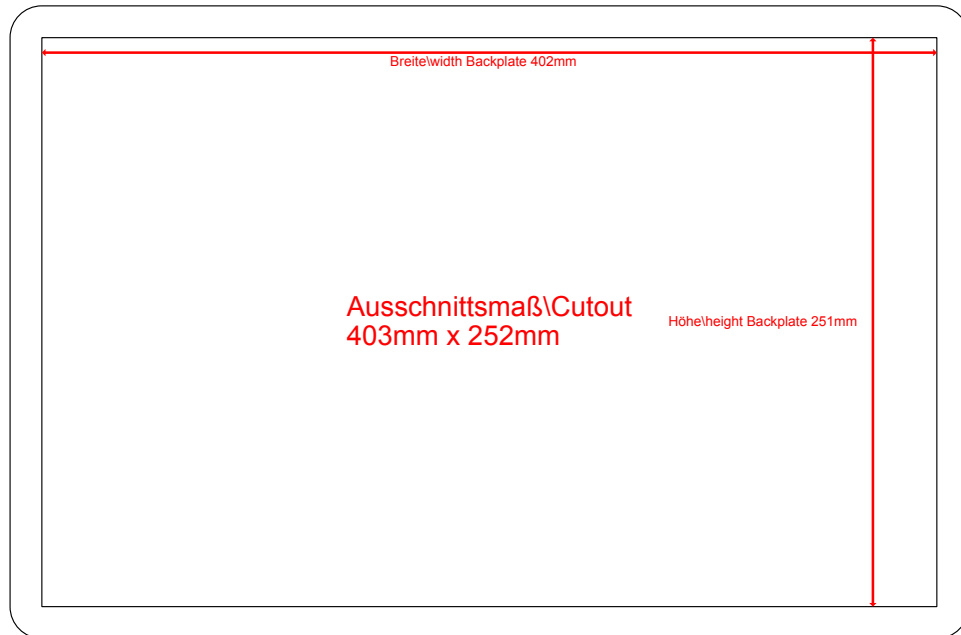 Breite\width Backplate 402mm
Ausschnittsmaß\Cutout
403mm x 252mm
Höhe\height Backplate 251mm